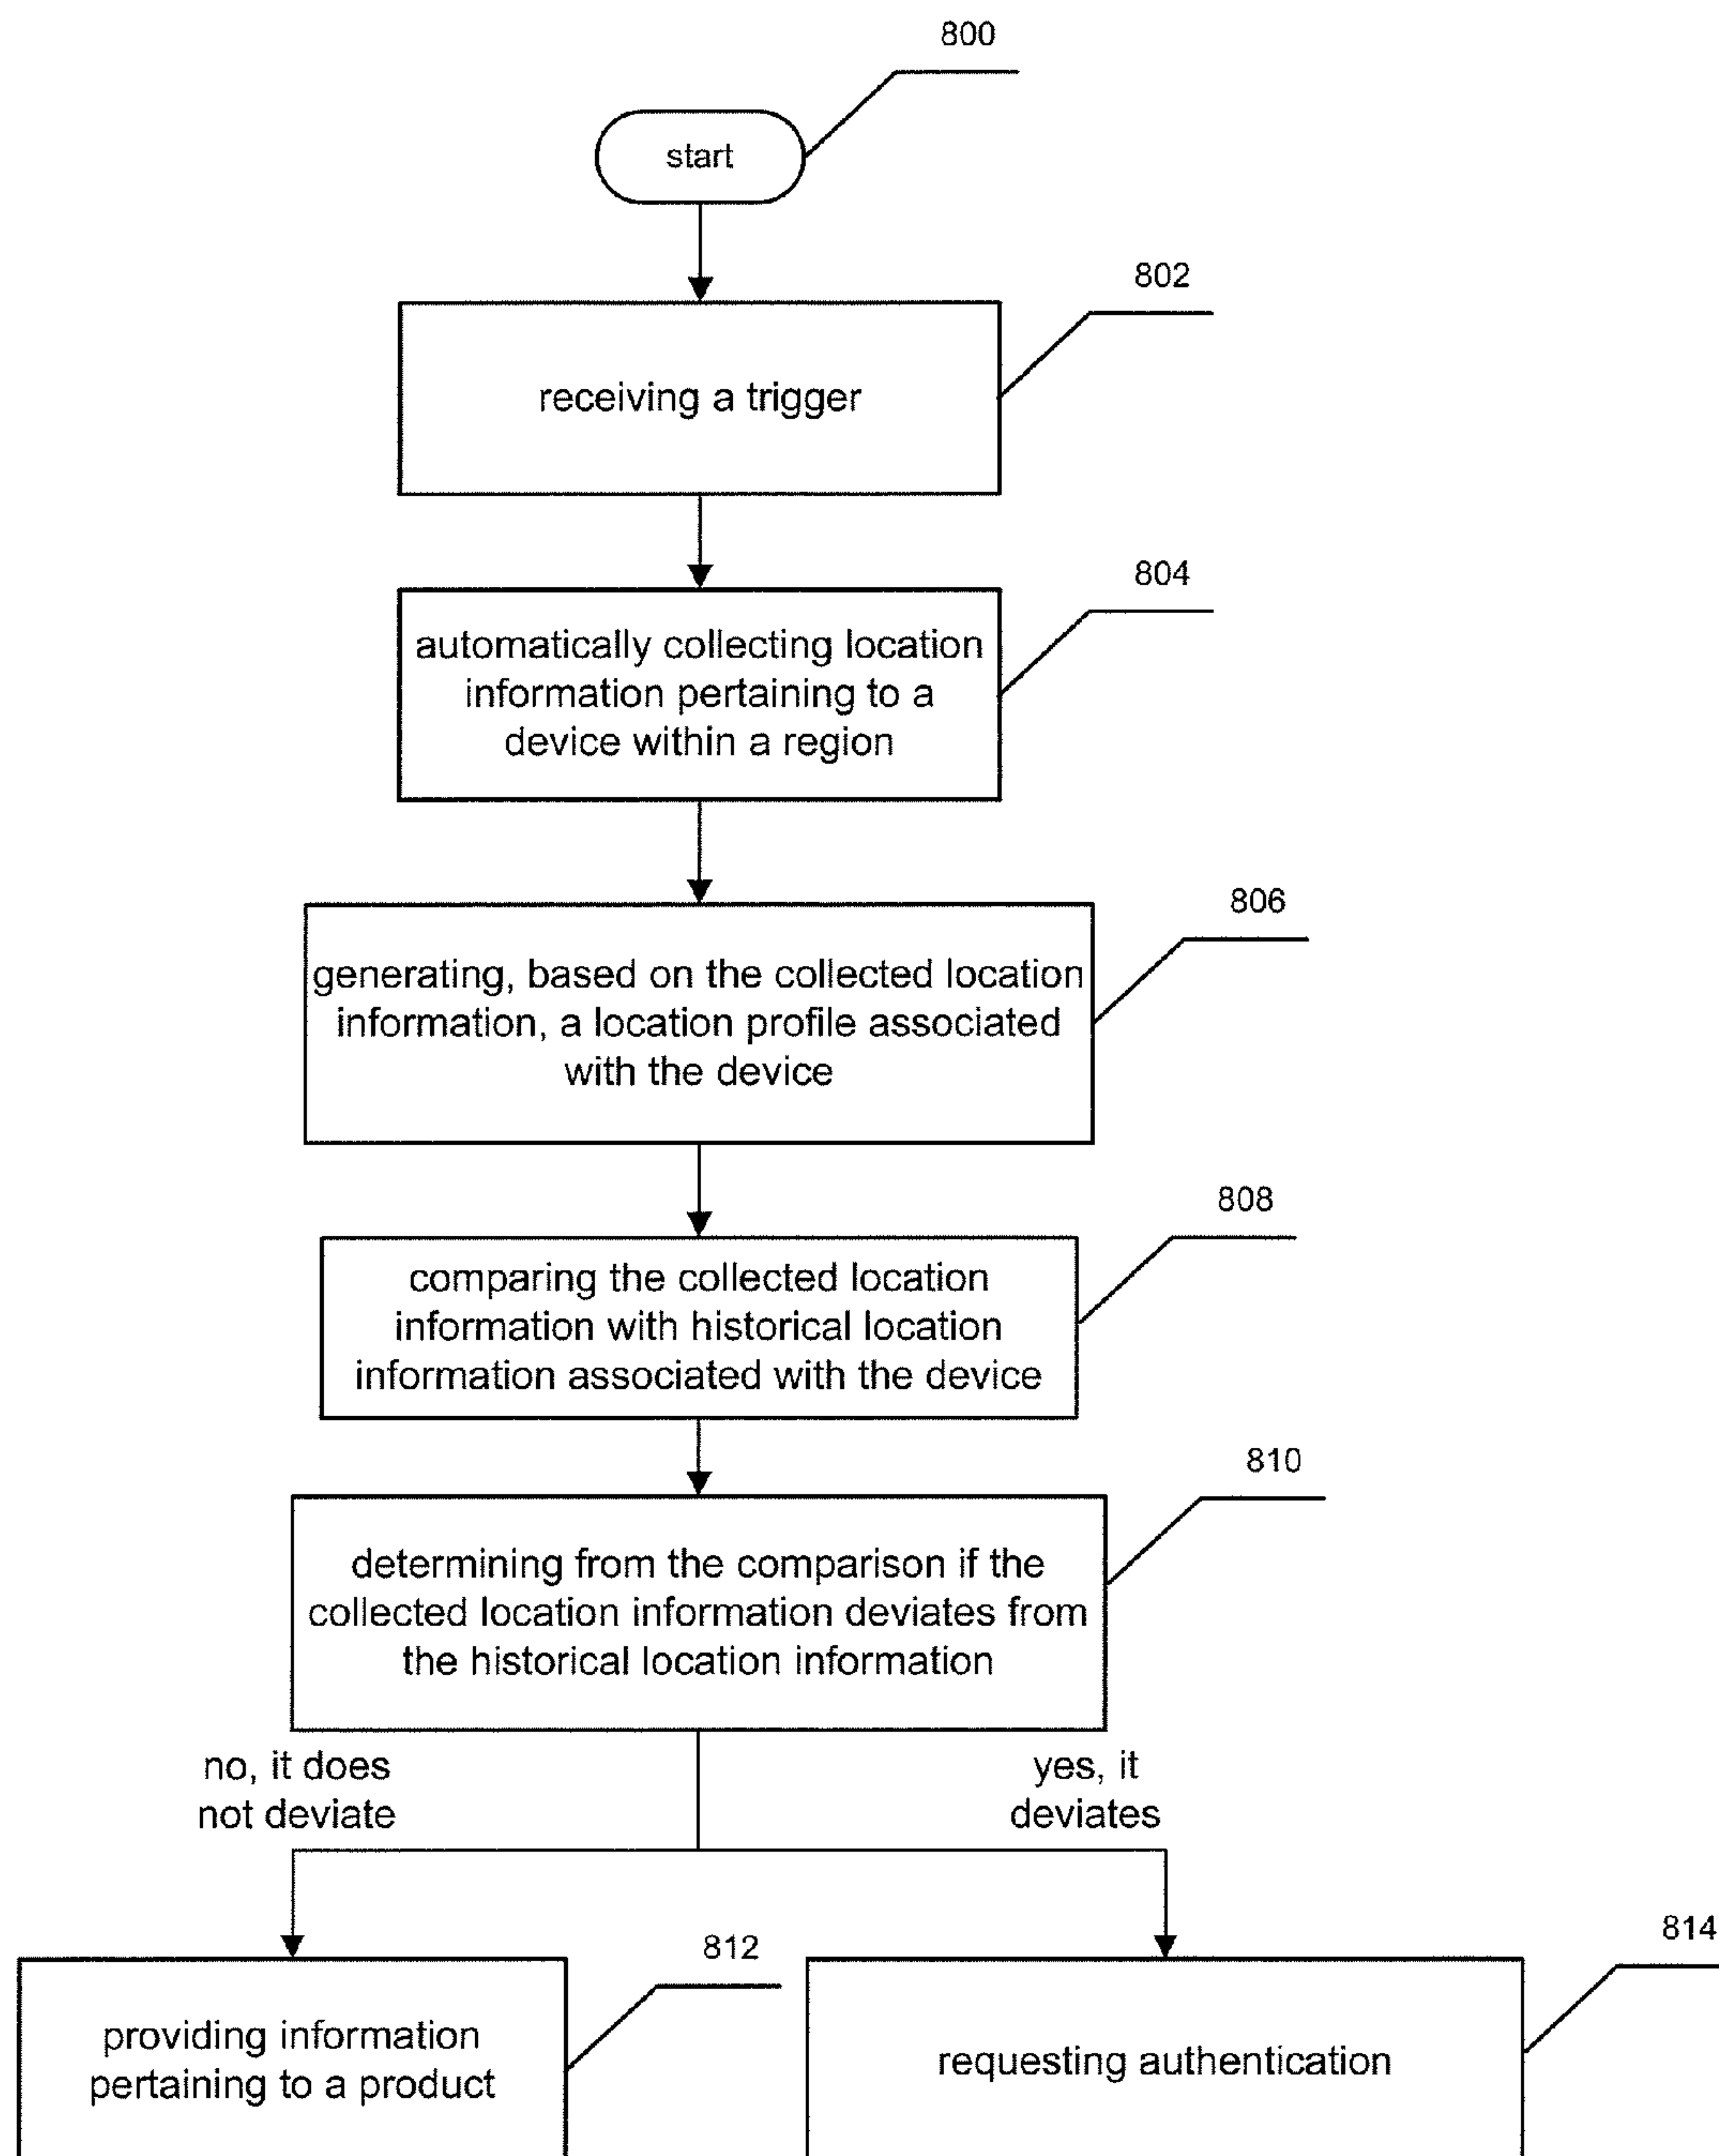 800
start
802
receiving a trigger
804
automatically collecting location
information pertaining to a
device within a region
806
generating, based on the collected location
information, a location profile associated
with the device
808
comparing the collected location
information with historical location
information associated with the device
810
determining from the comparison if the
collected location information deviates from
the historical location information
no, it does
not deviate
yes, it
deviates
812
providing information
pertaining to a product
814
requesting authentication